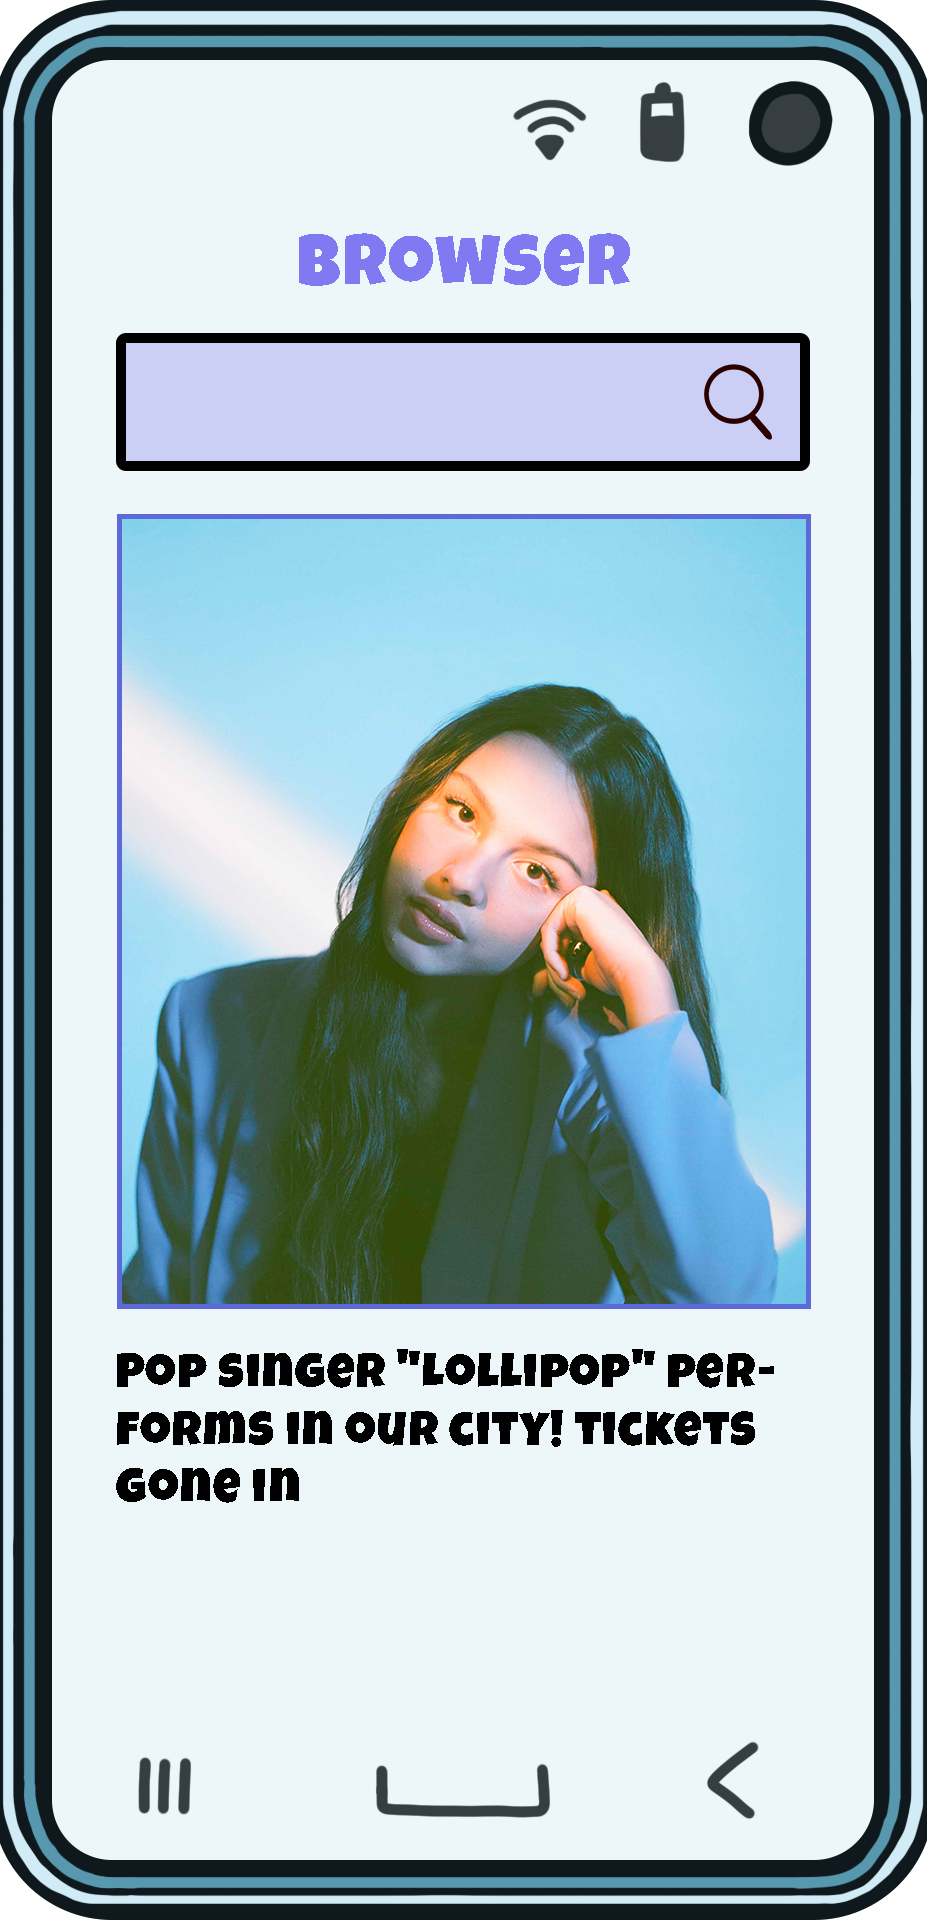 BROWSER
POP SINGER "LOLLIPOP" PER-
FORMS IN OUR CITY! TICKETS
GONE IN